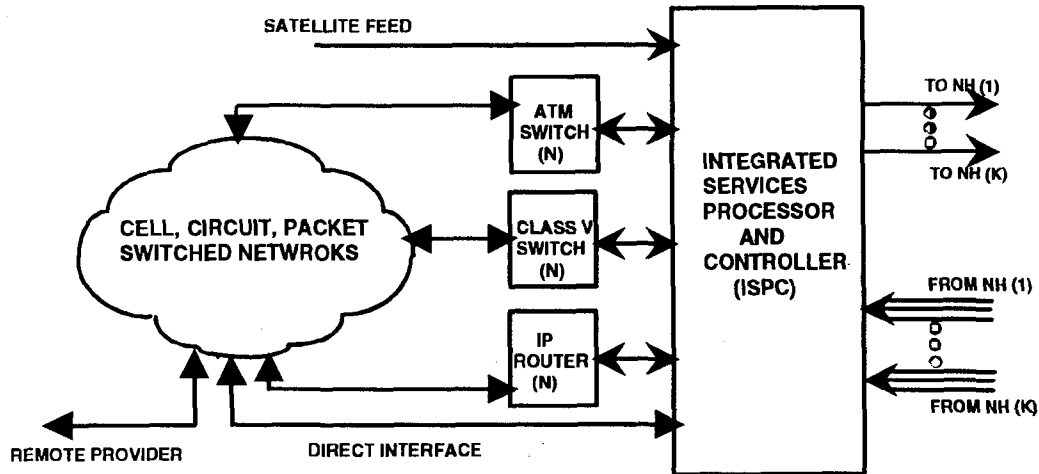 SATELLITE FEED
ATM
SWITCH
(N)
TO NH (1)
TO NH (K)
INTEGRATED
SERVICES
PROCESSOR
AND
CONTROLLER
(ISPC)
CELL, CIRCUIT, PACKET
SWITCHED NETWROKS
CLASS V
SWITCH
(N)
FROM NH (1)
IP
ROUTER
(N)
FROM NH (K)
REMOTE PROVIDER
DIRECT INTERFACE